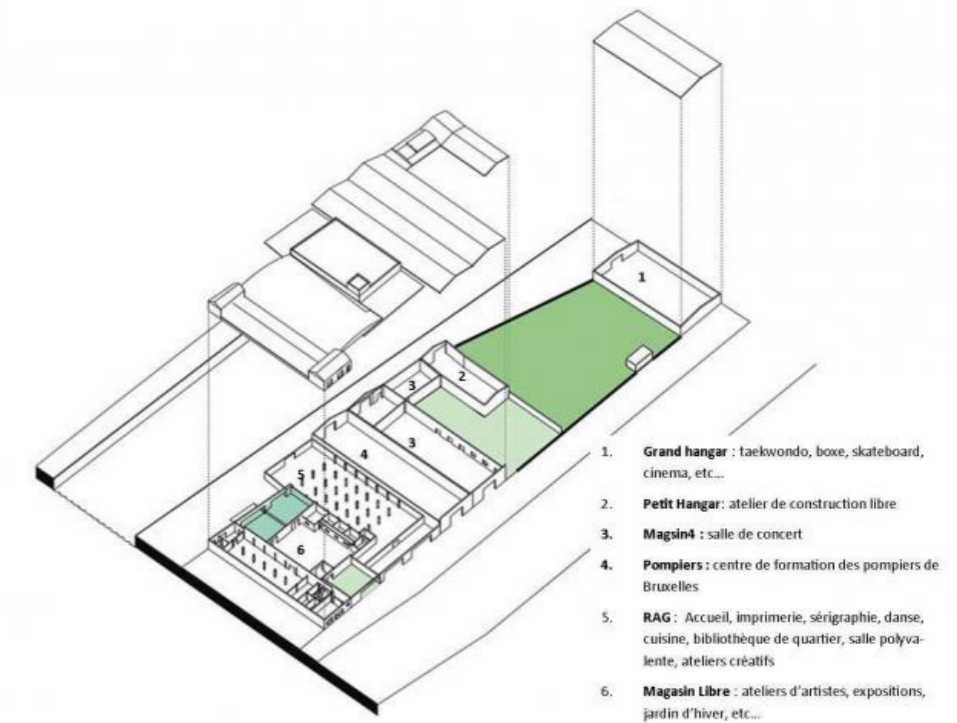 1
2
3
3
4
5
6
1. Grand hangar : taekwondo, boxe, skateboard,
cinema, etc...
2. Petit Hangar: atelier de construction libre
3. Magsin4 : salle de concert
4. Pompiers : centre de formation des pompiers de
Bruxelles
5. RAG : Accueil, imprimerie, sérigraphie, danse,
cuisine, bibliothèque de quartier, salle polyva-
lente, ateliers créatifs
6. Magasin Libre : ateliers d'artistes, expositions,
jardin d'hiver, etc...